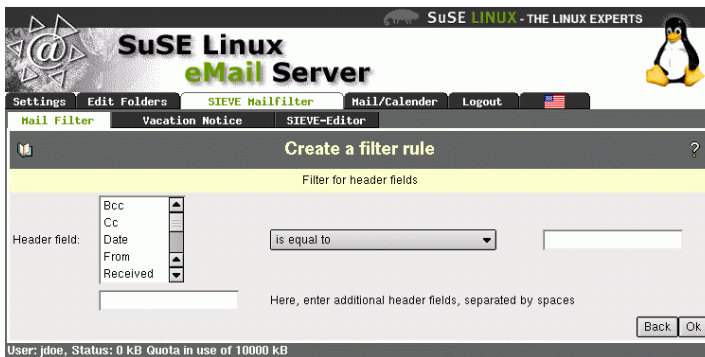 SuSE LINUX - THE LINUX EXPERTS
@
SuSE Linux
eMail Server
Settings Edit Folders SIEVE Mailfilter Mail/Calender Logout
Mail Filter Vacation Notice SIEVE-Editor
Create a filter rule ?
Filter for header fields
Bcc
Cc
Header field: Date is equal to
From
Received
Here, enter additional header fields, separated by spaces
Back Ok
User: jdoe, Status: 0 kB Quota in use of 10000 kB